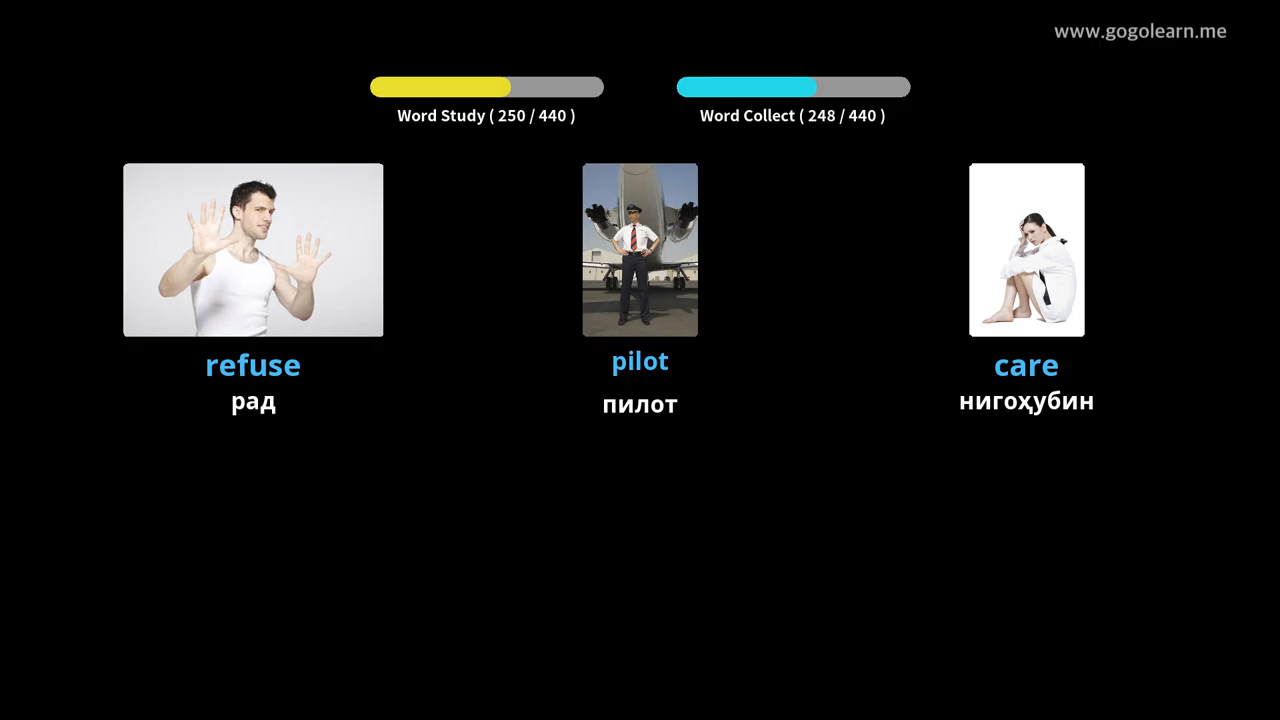 www.gogolearn.me
Word Study ( 250 / 440 )
Word Collect ( 248 / 440 )
refuse
рад
pilot
пилот
care
нигоҳубин